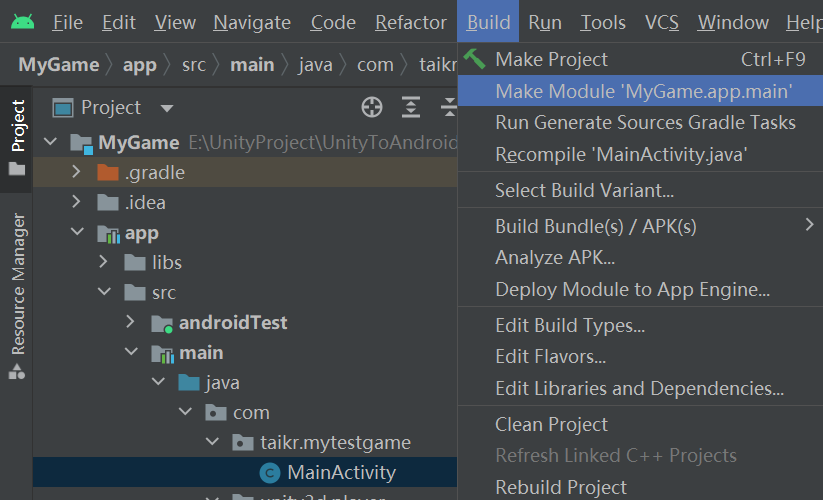 File Edit View Navigate Code Refactor Build Run Tools VCS Window Help
MyGame app src main java com taikr
Project
MyGame E:\UnityProject\UnityToAndroid
.gradle
.idea
app
libs
src
androidTest
main
java
com
taikr.mytestgame
MainActivity
unity3d.player
Project
Resource Manager
Make Project Ctrl+F9
Make Module 'MyGame.app.main'
Run Generate Sources Gradle Tasks
Recompile 'MainActivity.java'
Select Build Variant...
Build Bundle(s) / APK(s)
Analyze APK...
Deploy Module to App Engine...
Edit Build Types...
Edit Flavors...
Edit Libraries and Dependencies...
Clean Project
Refresh Linked C++ Projects
Rebuild Project